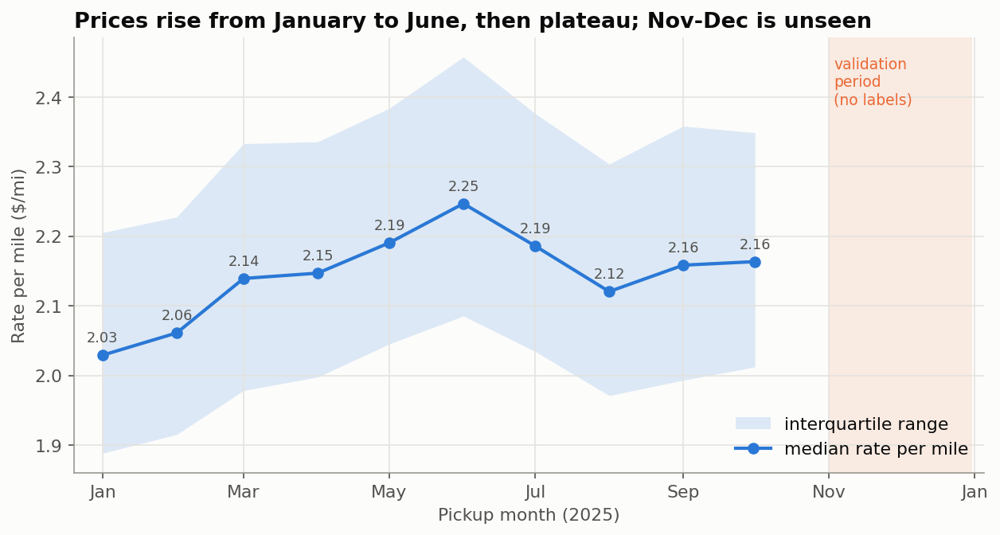 Prices rise from January to June, then plateau; Nov-Dec is unseen
validation
period
(no labels)
2.4
2.3
2.2
2.1
2.0
1.9
Rate per mile ($/mi)
2.03
2.06
2.14
2.15
2.19
2.25
2.19
2.12
2.16
2.16
interquartile range
median rate per mile
Jan
Mar
May
Jul
Sep
Nov
Jan
Pickup month (2025)